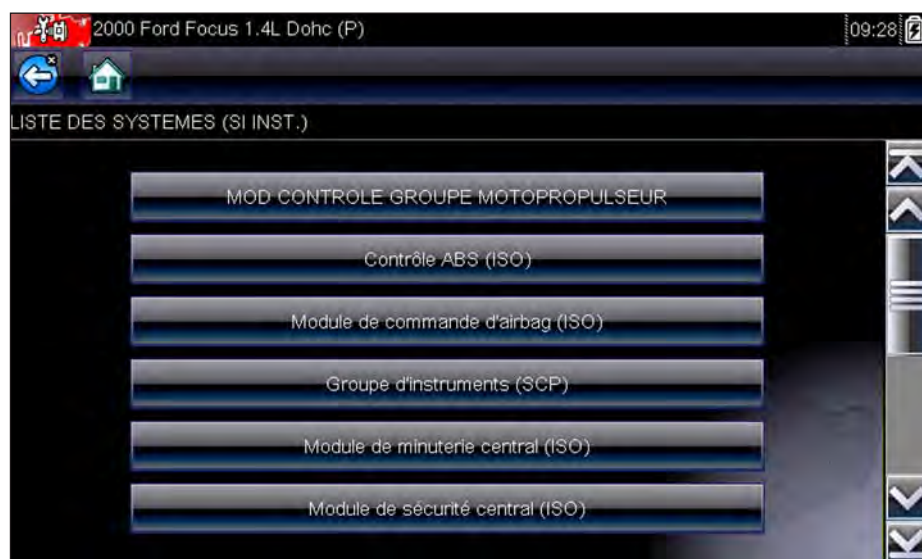 2000 Ford Focus 1.4L Dohc (P) 09:28
LISTE DES SYSTEMES (SI INST.)
MOD CONTROLE GROUPE MOTOPROPULSEUR
Contrôle ABS (ISO)
Module de commande d'airbag (ISO)
Groupe d'instruments (SCP)
Module de minuterie central (ISO)
Module de sécurité central (ISO)